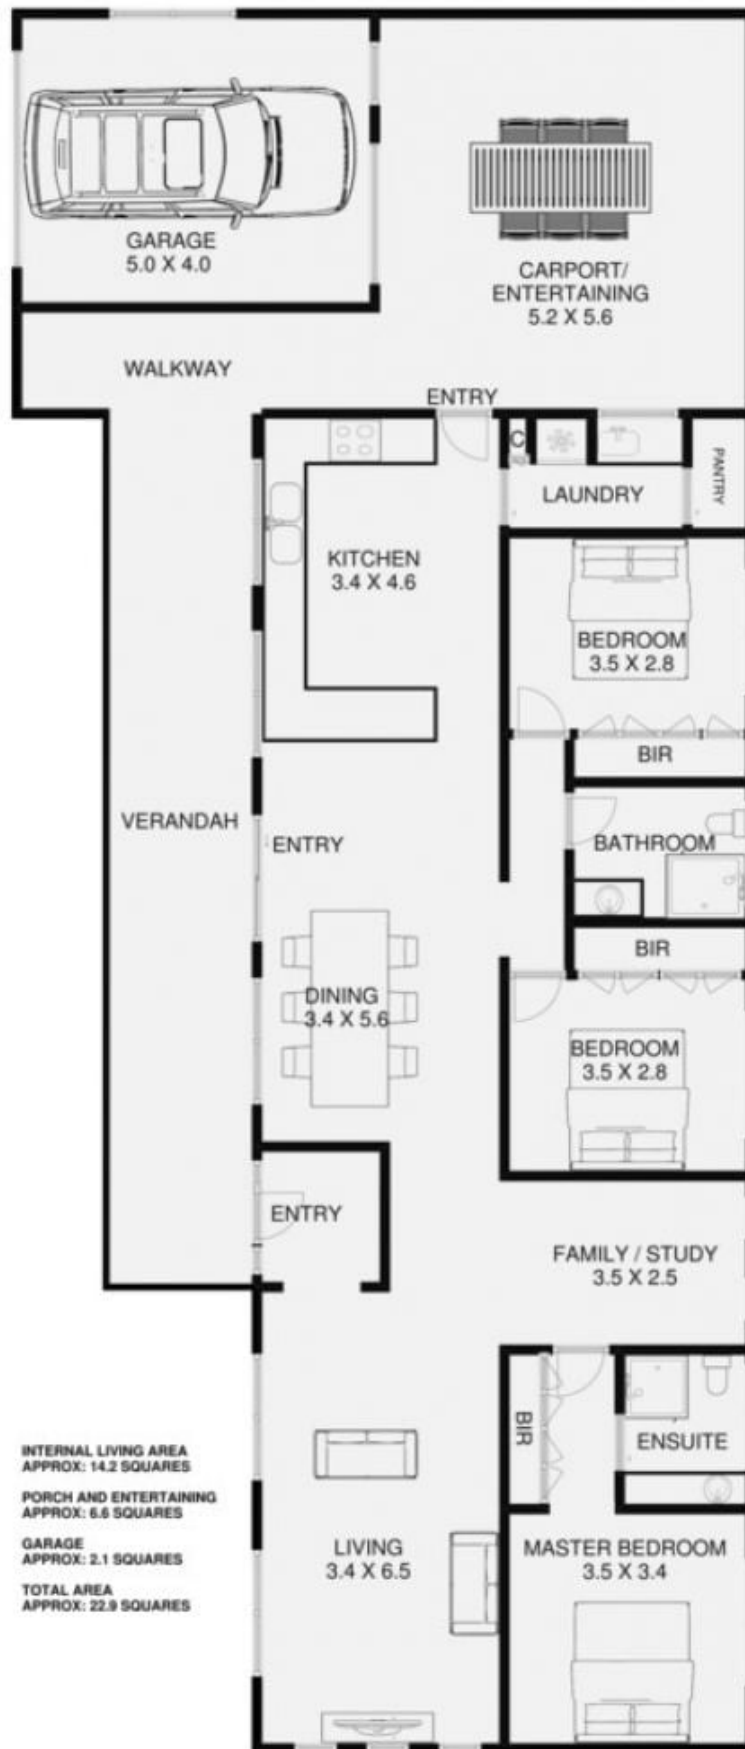 GARAGE
5.0 X 4.0
CARPORT/
ENTERTAINING
5.2 X 5.6
WALKWAY
ENTRY
C
LAUNDRY
PANTRY
KITCHEN
3.4 X 4.6
BEDROOM
3.5 X 2.8
BIR
VERANDAH
ENTRY
BATHROOM
BIR
DINING
3.4 X 5.6
BEDROOM
3.5 X 2.8
ENTRY
FAMILY / STUDY
3.5 X 2.5
BIR
ENSUITE
LIVING
3.4 X 6.5
MASTER BEDROOM
3.5 X 3.4
INTERNAL LIVING AREA
APPROX: 14.2 SQUARES
PORCH AND ENTERTAINING
APPROX: 6.6 SQUARES
GARAGE
APPROX: 2.1 SQUARES
TOTAL AREA
APPROX: 22.9 SQUARES